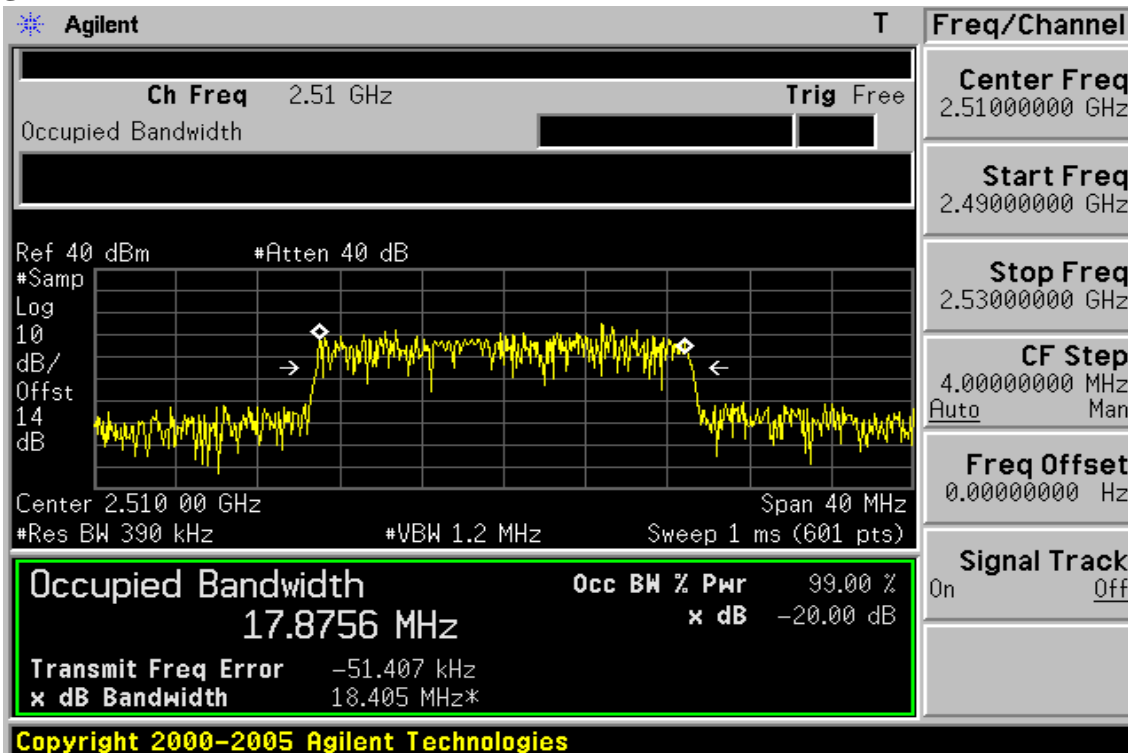 Agilent T
Ch Freq 2.51 GHz Trig Free
Occupied Bandwidth
Ref 40 dBm #Atten 40 dB
#Samp
Log
10
dB/
Offst
14
dB
Center 2.510 00 GHz Span 40 MHz
#Res BW 390 kHz #VBW 1.2 MHz Sweep 1 ms (601 pts)
Occupied Bandwidth Occ BW % Pwr 99.00 %
17.8756 MHz x dB -20.00 dB
Transmit Freq Error -51.407 kHz
x dB Bandwidth 18.405 MHz*
Copyright 2000-2005 Agilent Technologies
Freq/Channel
Center Freq
2.51000000 GHz
Start Freq
2.49000000 GHz
Stop Freq
2.53000000 GHz
CF Step
4.00000000 MHz
Auto Man
Freq Offset
0.00000000 Hz
Signal Track
On Off